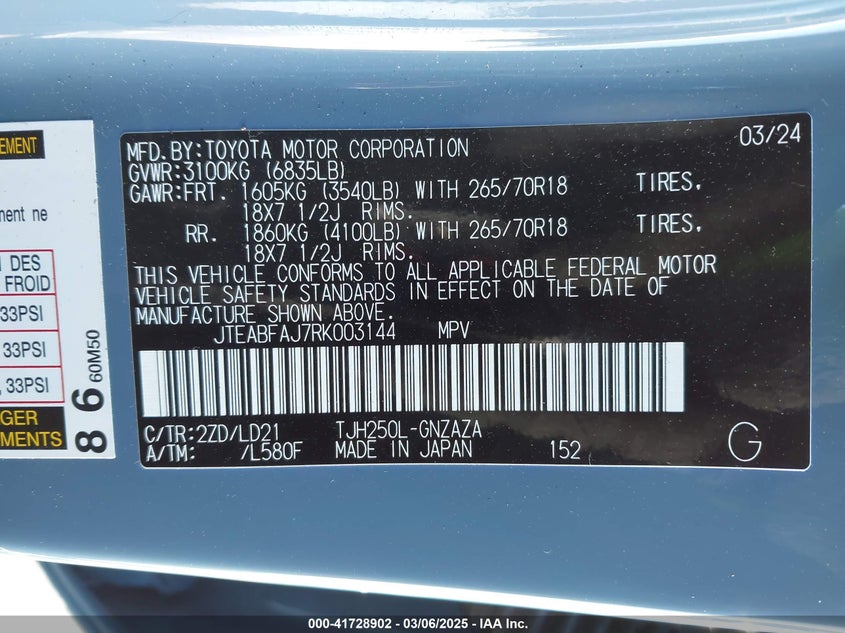 EMENT
ment ne
DES
FROID
33PSI
33PSI
, 33PSI
GER
MENTS
8 6 60M50
MFD.BY:TOYOTA MOTOR CORPORATION 03/24
GVWR:3100KG (6835LB)
GAWR:FRT. 1605KG (3540LB) WITH 265/70R18 TIRES.
18X7 1/2J RIMS.
RR. 1860KG (4100LB) WITH 265/70R18 TIRES.
18X7 1/2J RIMS.
THIS VEHICLE CONFORMS TO ALL APPLICABLE FEDERAL MOTOR
VEHICLE SAFETY STANDARDS IN EFFECT ON THE DATE OF
MANUFACTURE SHOWN ABOVE.
JTEABFAJ7RK003144 MPV
C/TR:2ZD/LD21 TJH250L-GNZAZA
A/TM: /L580F MADE IN JAPAN 152 G
000-41728902 - 03/06/2025 - IAA Inc.